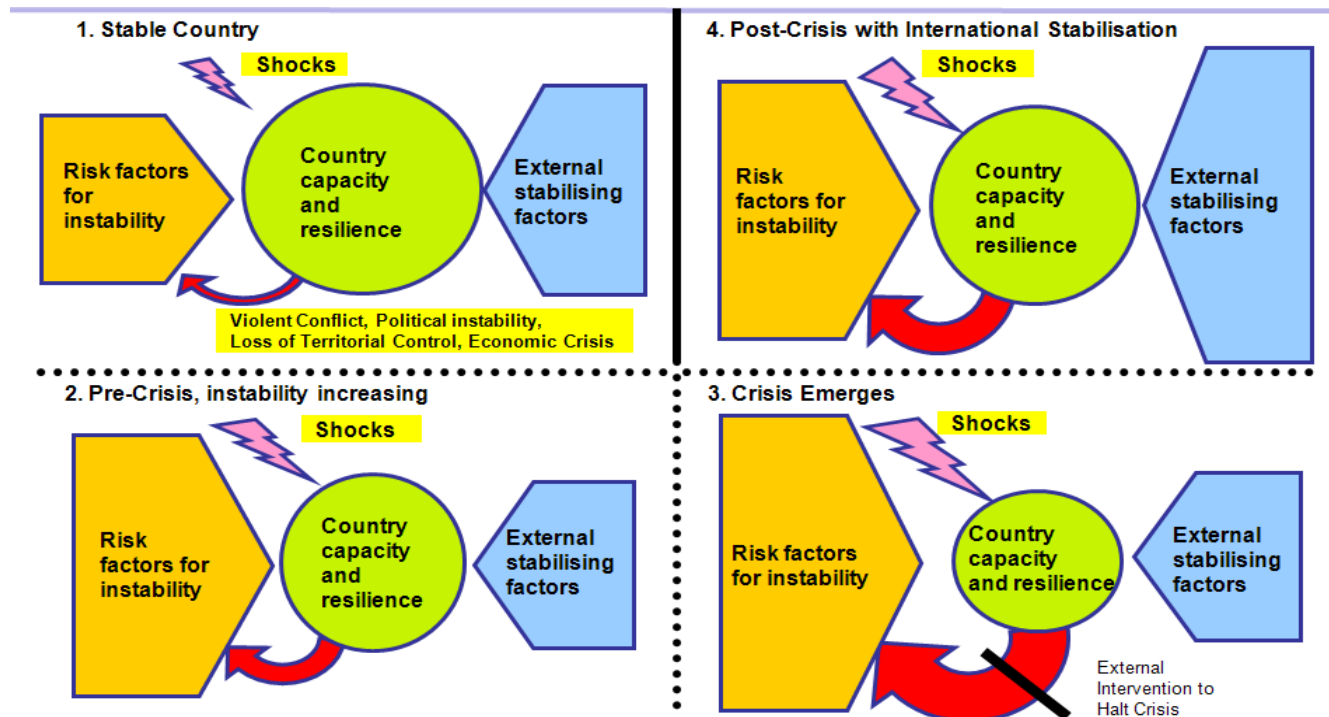 1. Stable Country
Shocks
Risk factors
for
instability
Country
capacity
and
resilience
External
stabilising
factors
Violent Conflict, Political instability,
Loss of Territorial Control, Economic Crisis
4. Post-Crisis with International Stabilisation
Shocks
Risk
factors for
instability
Country
capacity
and
resilience
External
stabilising
factors
2. Pre-Crisis, instability increasing
Shocks
Risk
factors for
instability
Country
capacity
and
resilience
External
stabilising
factors
3. Crisis Emerges
Shocks
Risk factors
for instability
Country
capacity
and resilience
External
stabilising
factors
External
Intervention to
Halt Crisis